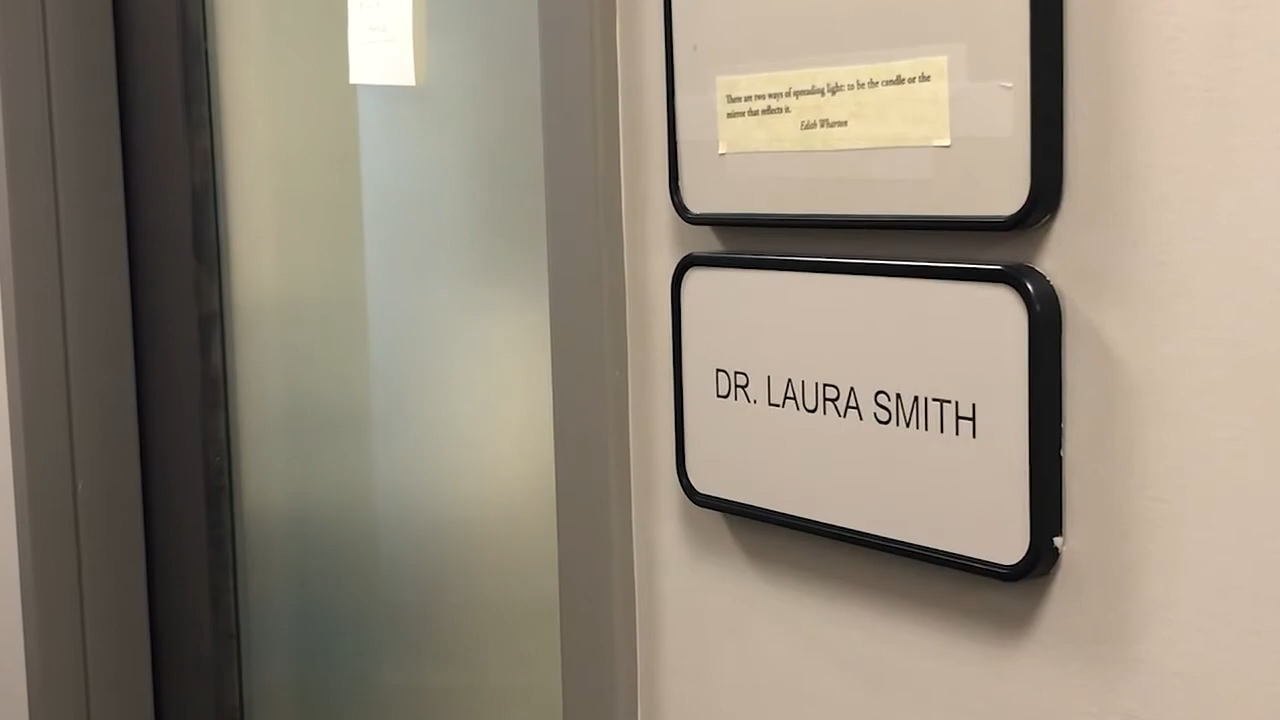 There are two ways of spreading light: to be the candle or the
mirror that reflects it.
Edith Wharton
DR. LAURA SMITH